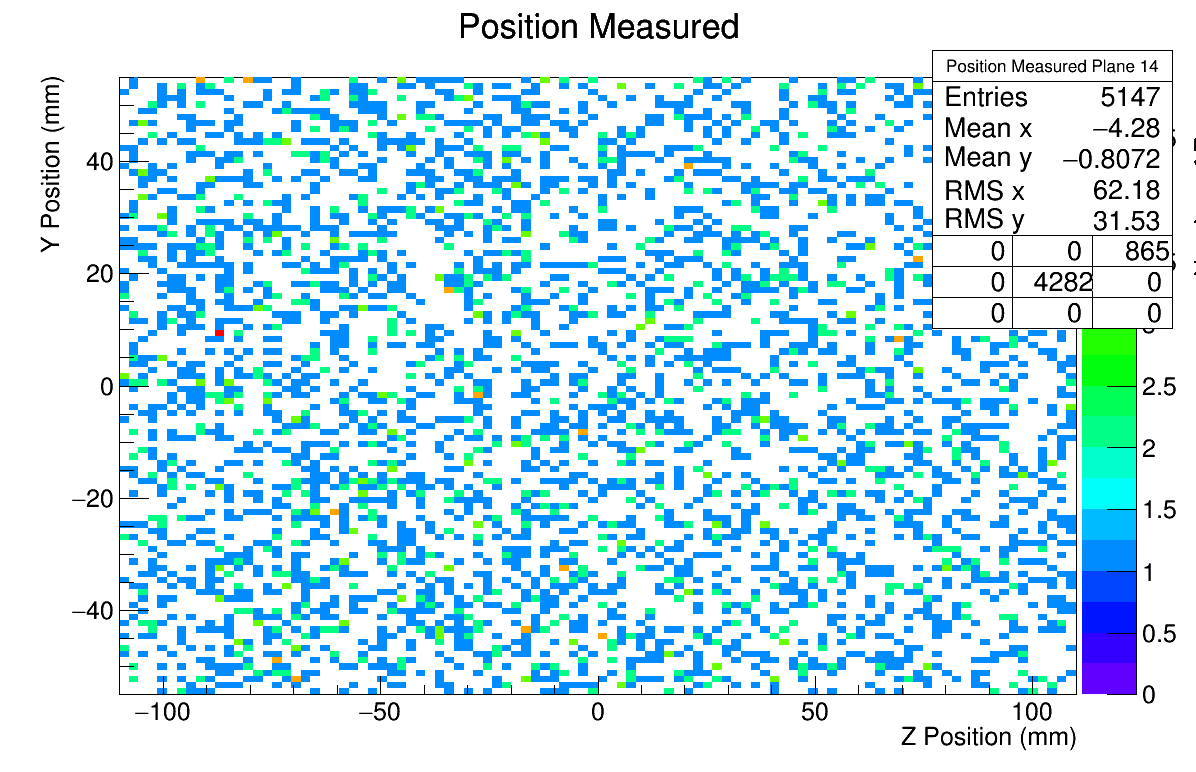 Position Measured
Position Measured Plane 14
Entries 5147
Mean x −4.28
Mean y −0.8072
RMS x 62.18
RMS y 31.53
0 0 865
0 4282 0
0 0 0
Y Position (mm)
40
20
0
−20
−40
2.5
2
1.5
1
0.5
0
−100 −50 0 50 100
Z Position (mm)